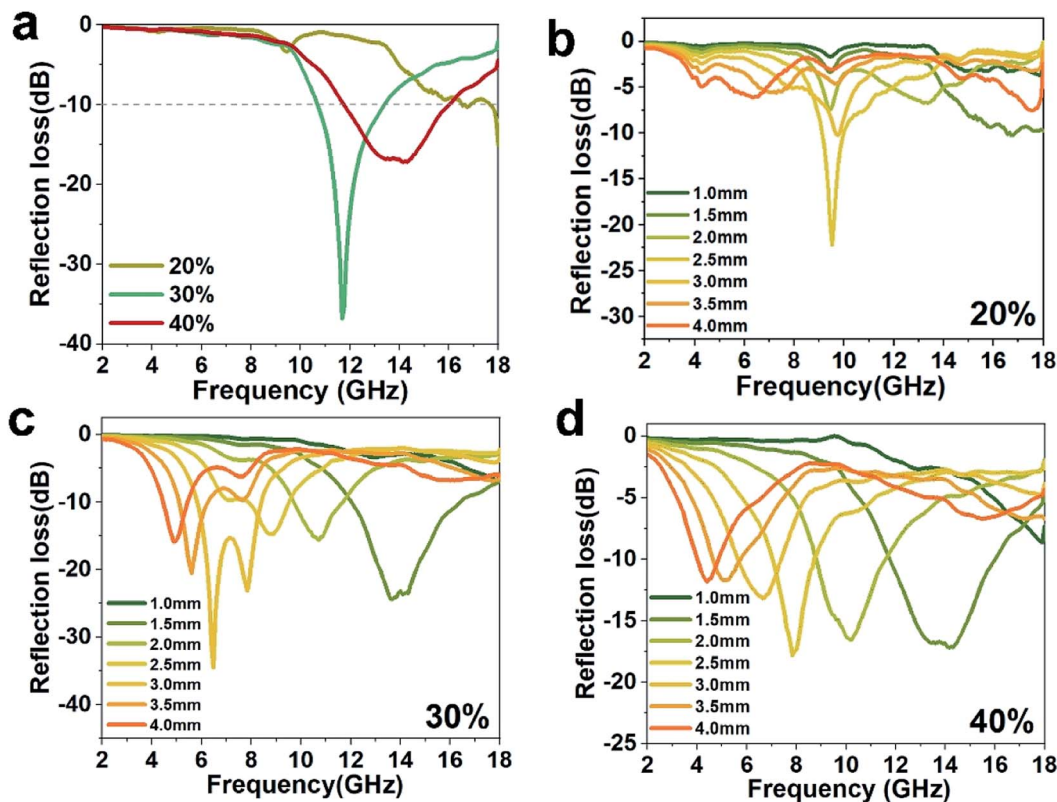 a
Reflection loss(dB)
0
-10
-20
-30
-40
20%
30%
40%
2 4 6 8 10 12 14 16 18
Frequency (GHz)
b
Reflection loss(dB)
0
-5
-10
-15
-20
-25
-30
1.0mm
1.5mm
2.0mm
2.5mm
3.0mm
3.5mm
4.0mm
20%
2 4 6 8 10 12 14 16 18
Frequency(GHz)
c
Reflection loss(dB)
0
-10
-20
-30
-40
1.0mm
1.5mm
2.0mm
2.5mm
3.0mm
3.5mm
4.0mm
30%
2 4 6 8 10 12 14 16 18
Frequency(GHz)
d
Reflection loss(dB)
0
-5
-10
-15
-20
-25
1.0mm
1.5mm
2.0mm
2.5mm
3.0mm
3.5mm
4.0mm
40%
2 4 6 8 10 12 14 16 18
Frequency (GHz)